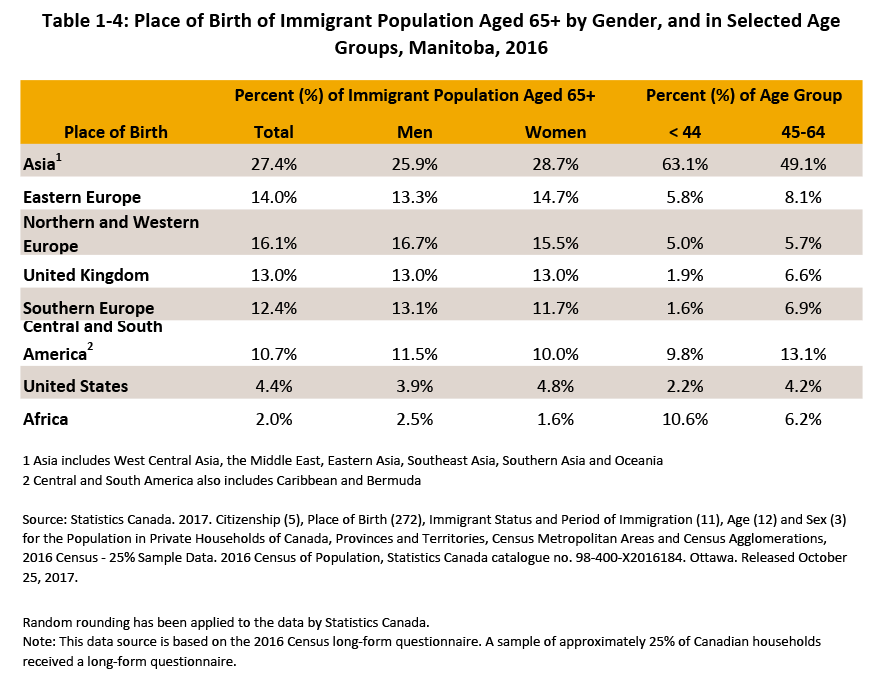 Table 1-4: Place of Birth of Immigrant Population Aged 65+ by Gender, and in Selected Age
Groups, Manitoba, 2016
Percent (%) of Immigrant Population Aged 65+ Percent (%) of Age Group
Place of Birth Total Men Women < 44 45-64
Asia1 27.4% 25.9% 28.7% 63.1% 49.1%
Eastern Europe 14.0% 13.3% 14.7% 5.8% 8.1%
Northern and Western
Europe 16.1% 16.7% 15.5% 5.0% 5.7%
United Kingdom 13.0% 13.0% 13.0% 1.9% 6.6%
Southern Europe 12.4% 13.1% 11.7% 1.6% 6.9%
Central and South
America2 10.7% 11.5% 10.0% 9.8% 13.1%
United States 4.4% 3.9% 4.8% 2.2% 4.2%
Africa 2.0% 2.5% 1.6% 10.6% 6.2%
1 Asia includes West Central Asia, the Middle East, Eastern Asia, Southeast Asia, Southern Asia and Oceania
2 Central and South America also includes Caribbean and Bermuda
Source: Statistics Canada. 2017. Citizenship (5), Place of Birth (272), Immigrant Status and Period of Immigration (11), Age (12) and Sex (3)
for the Population in Private Households of Canada, Provinces and Territories, Census Metropolitan Areas and Census Agglomerations,
2016 Census - 25% Sample Data. 2016 Census of Population, Statistics Canada catalogue no. 98-400-X2016184. Ottawa. Released October
25, 2017.
Random rounding has been applied to the data by Statistics Canada.
Note: This data source is based on the 2016 Census long-form questionnaire. A sample of approximately 25% of Canadian households
received a long-form questionnaire.